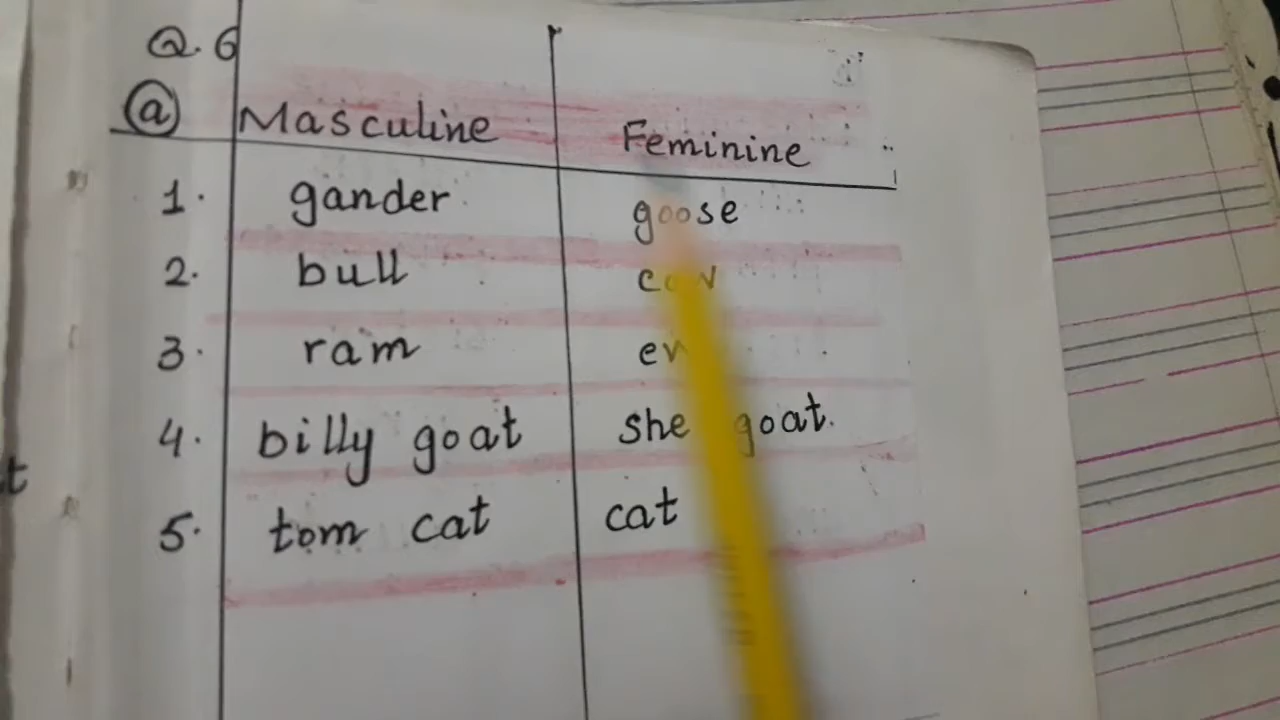 Q. 6
(a) Masculine Feminine
1. gander goose
2. bull cow
3. ram
4. billy goat she goat.
5. tom cat cat
t